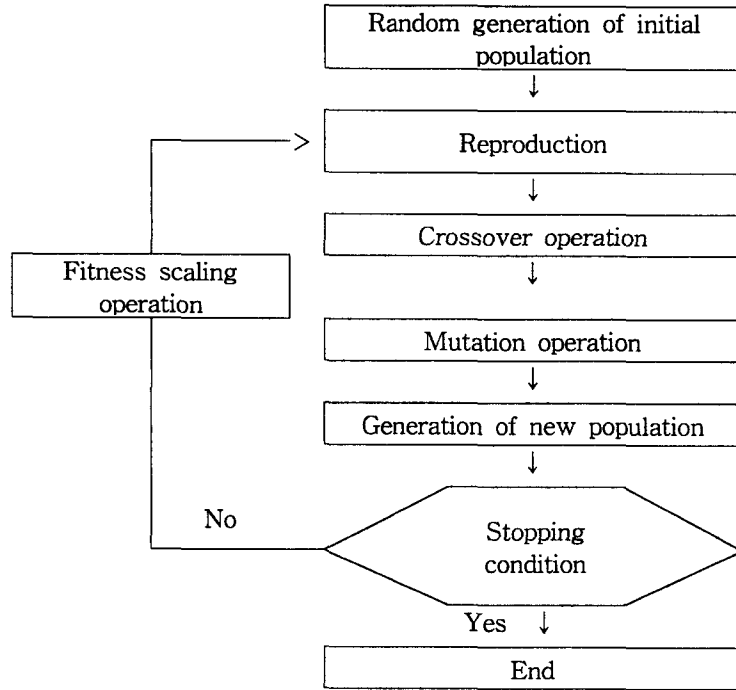 Random generation of initial
population
Reproduction
Crossover operation
Fitness scaling
operation
Mutation operation
Generation of new population
No
Stopping
condition
Yes
End